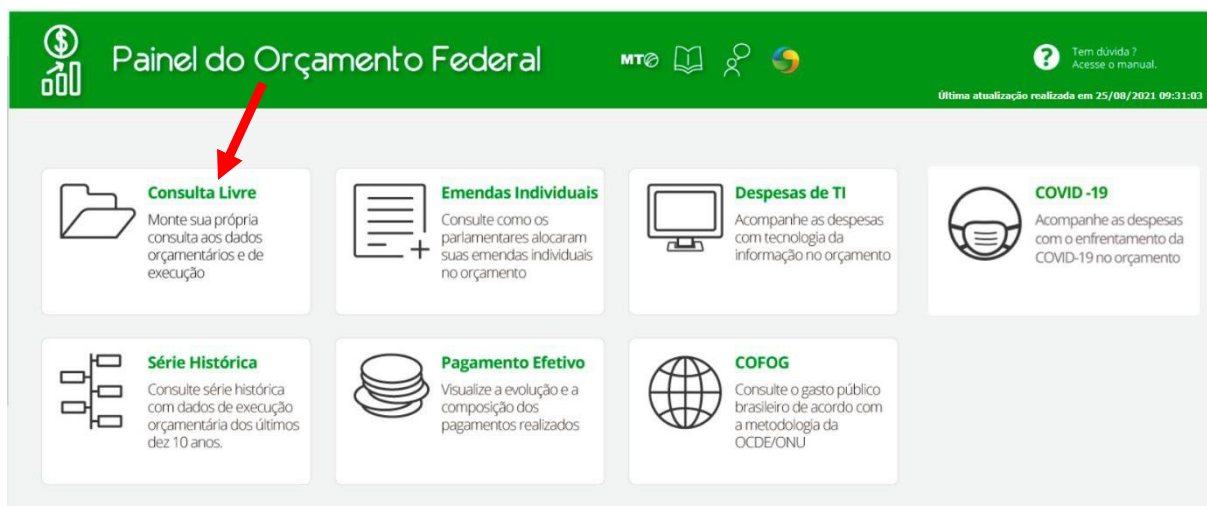 Painel do Orçamento Federal
MTO
Tem dúvida ?
Acesse o manual.
Última atualização realizada em 25/08/2021 09:31:03
Consulta Livre
Monte sua própria
consulta aos dados
orçamentários e de
execução
Emendas Individuais
Consulte como os
parlamentares alocaram
suas emendas individuais
no orçamento
Despesas de TI
Acompanhe as despesas
com tecnologia da
informação no orçamento
COVID -19
Acompanhe as despesas
com o enfrentamento da
COVID-19 no orçamento
Série Histórica
Consulte série histórica
com dados de execução
orçamentária dos últimos
dez 10 anos.
Pagamento Efetivo
Visualize a evolução e a
composição dos
pagamentos realizados
COFOG
Consulte o gasto público
brasileiro de acordo com
a metodologia da
OCDE/ONU